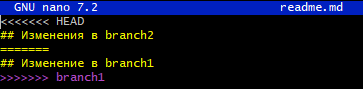 GNU nano 7.2 readme.md
<<<<<<< HEAD
## Изменения в branch2
=======
## Изменение в branch1
>>>>>>> branch1